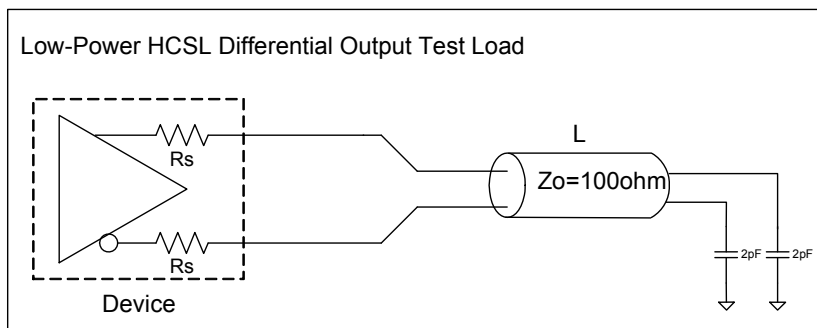 Low-Power HCSL Differential Output Test Load
Rs
L
Zo=100ohm
2pF
2pF
Rs
Device